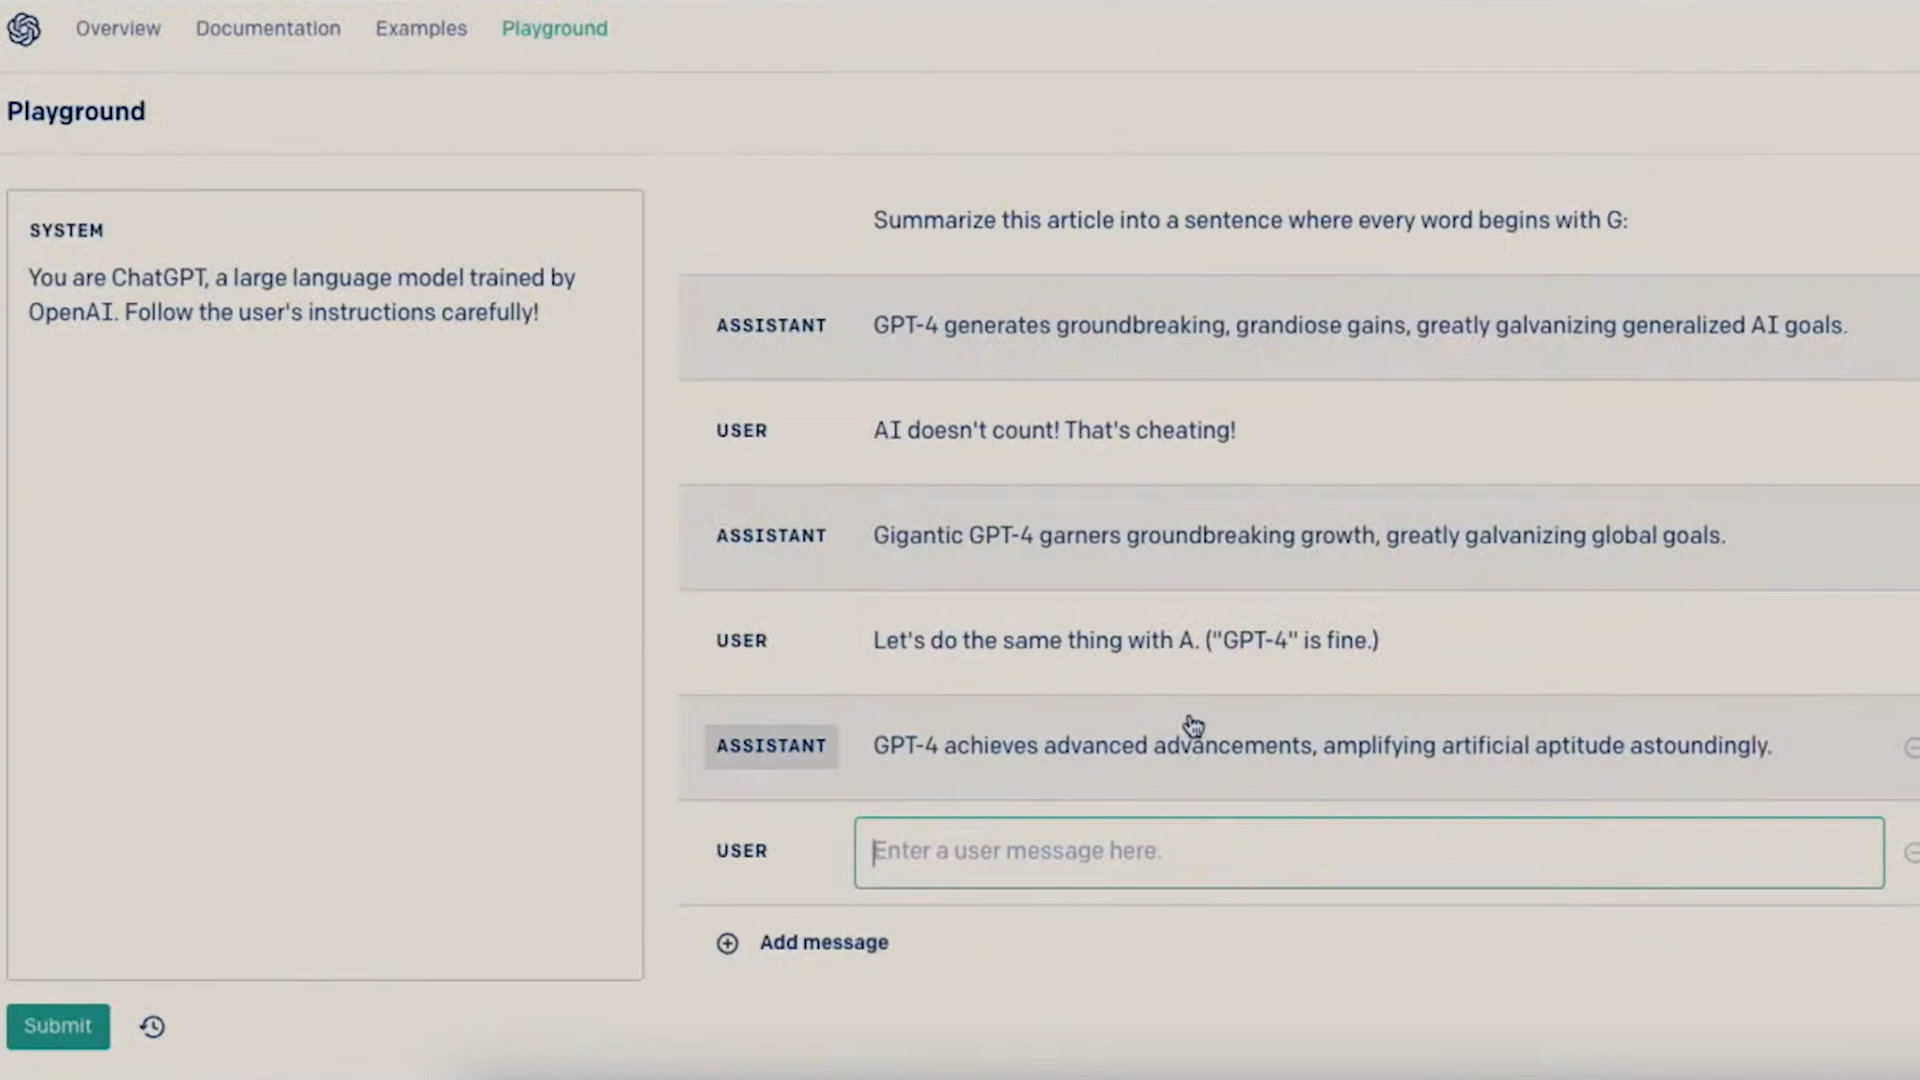 Overview Documentation Examples Playground
Playground
SYSTEM
You are ChatGPT, a large language model trained by
OpenAI. Follow the user's instructions carefully!
Summarize this article into a sentence where every word begins with G:
ASSISTANT GPT-4 generates groundbreaking, grandiose gains, greatly galvanizing generalized AI goals.
USER AI doesn't count! That's cheating!
ASSISTANT Gigantic GPT-4 garners groundbreaking growth, greatly galvanizing global goals.
USER Let's do the same thing with A. ("GPT-4" is fine.)
ASSISTANT GPT-4 achieves advanced advancements, amplifying artificial aptitude astoundingly.
USER Enter a user message here.
Add message
Submit